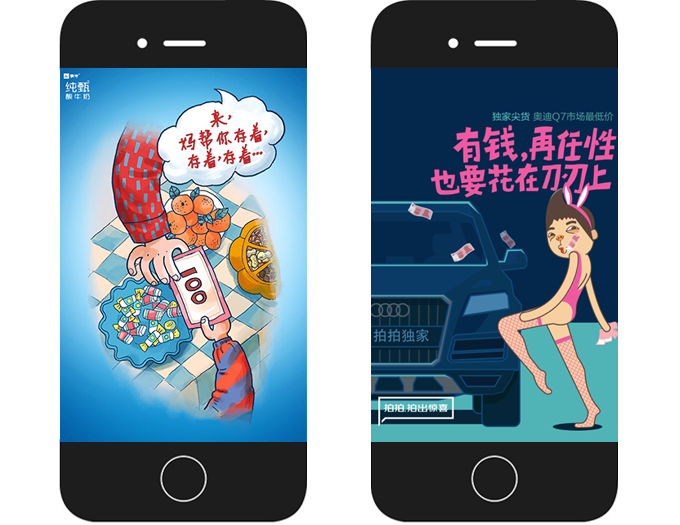 蒙牛
纯甄
酸牛奶
来，
妈帮你存着，
存着，存着…
100
独家尖货 奥迪Q7市场最低价
有钱，再任性
也要花在刀刃上
拍拍独家
拍拍，拍出惊喜